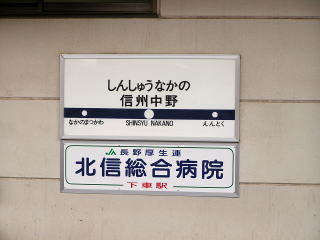 しんしゅうなかの
信州中野
SHINSYU NAKANO
なかのまつかわ
えんとく
JA長野厚生連
北信総合病院
下車駅